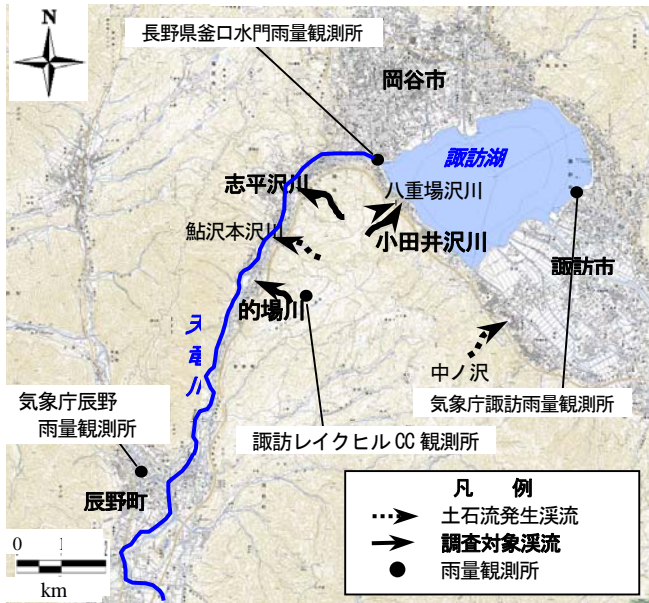 N
長野県釜口水門雨量観測所
岡谷市
諏訪湖
志平沢川
八重場沢川
鮎沢本沢川
小田井沢川
諏訪市
的場川
天竜川
中ノ沢
気象庁辰野
雨量観測所
気象庁諏訪雨量観測所
諏訪レイクヒルCC観測所
辰野町
凡 例
土石流発生渓流
調査対象渓流
雨量観測所
0 1
km